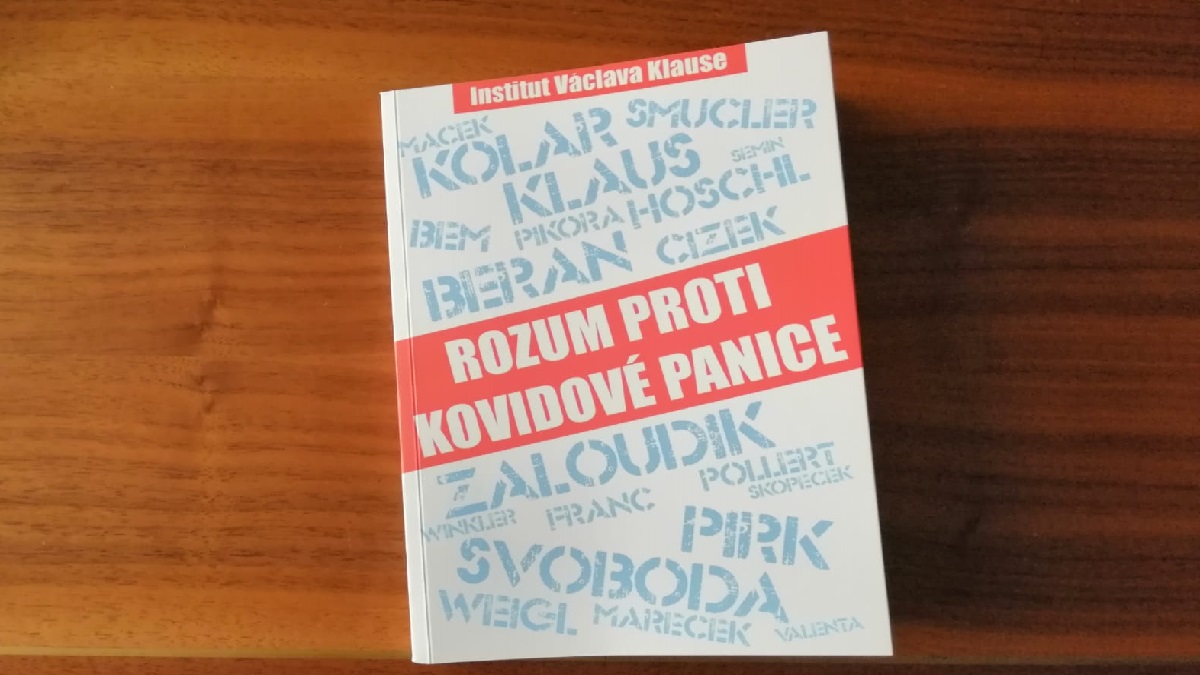 Institut Václava Klause
MACEK
KOLAR SMUCLER
KLAUS SEMIN
BEM PIKORA HOSCHL
BERAN CIZEK
ROZUM PROTI
KOVIDOVÉ PANICE
ZALOUDIK
POLLERT
SKOPECEK
WINKLER FRANC
PIRK
SVOBODA
WEIGL MARECEK VALENTA